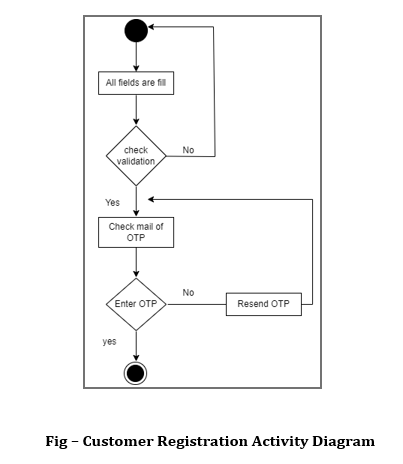 All fields are fill
check
validation
No
Yes
Check mail of
OTP
Enter OTP
No
Resend OTP
yes
Fig – Customer Registration Activity Diagram